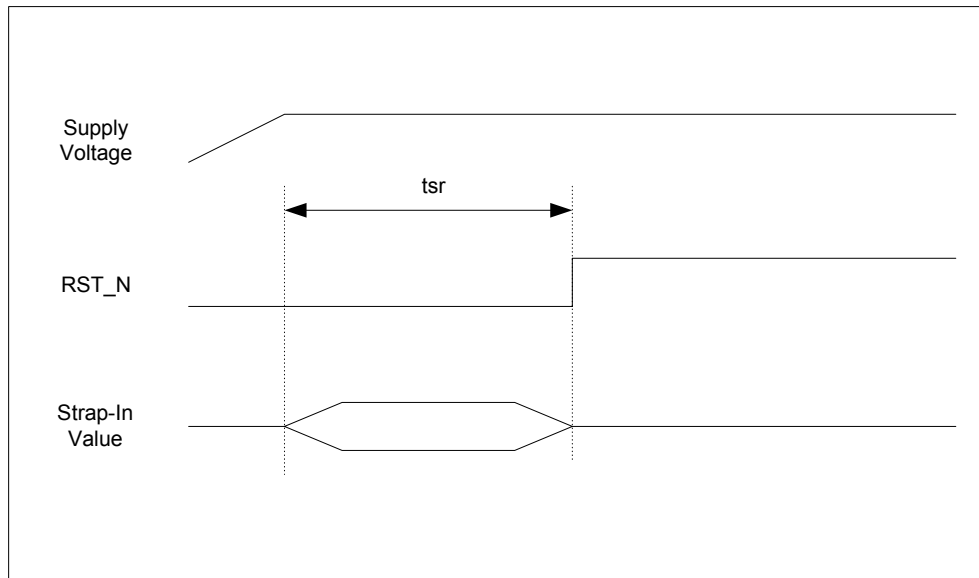 Supply
Voltage
tsr
RST_N
Strap-In
Value